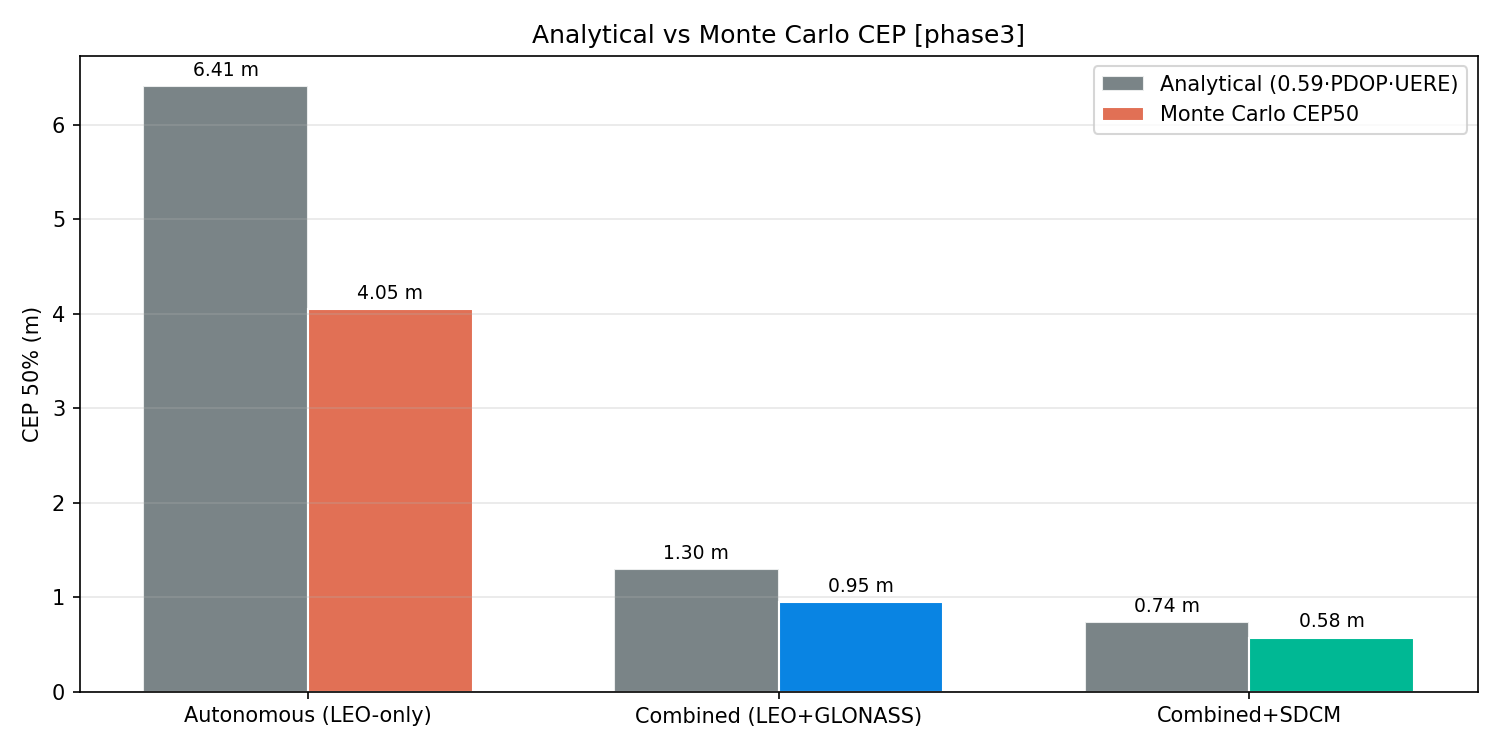 Analytical vs Monte Carlo CEP [phase3]
Analytical (0.59·PDOP·UERE)
Monte Carlo CEP50
CEP 50% (m)
6
5
4
3
2
1
0
6.41 m
4.05 m
1.30 m
0.95 m
0.74 m
0.58 m
Autonomous (LEO-only)
Combined (LEO+GLONASS)
Combined+SDCM